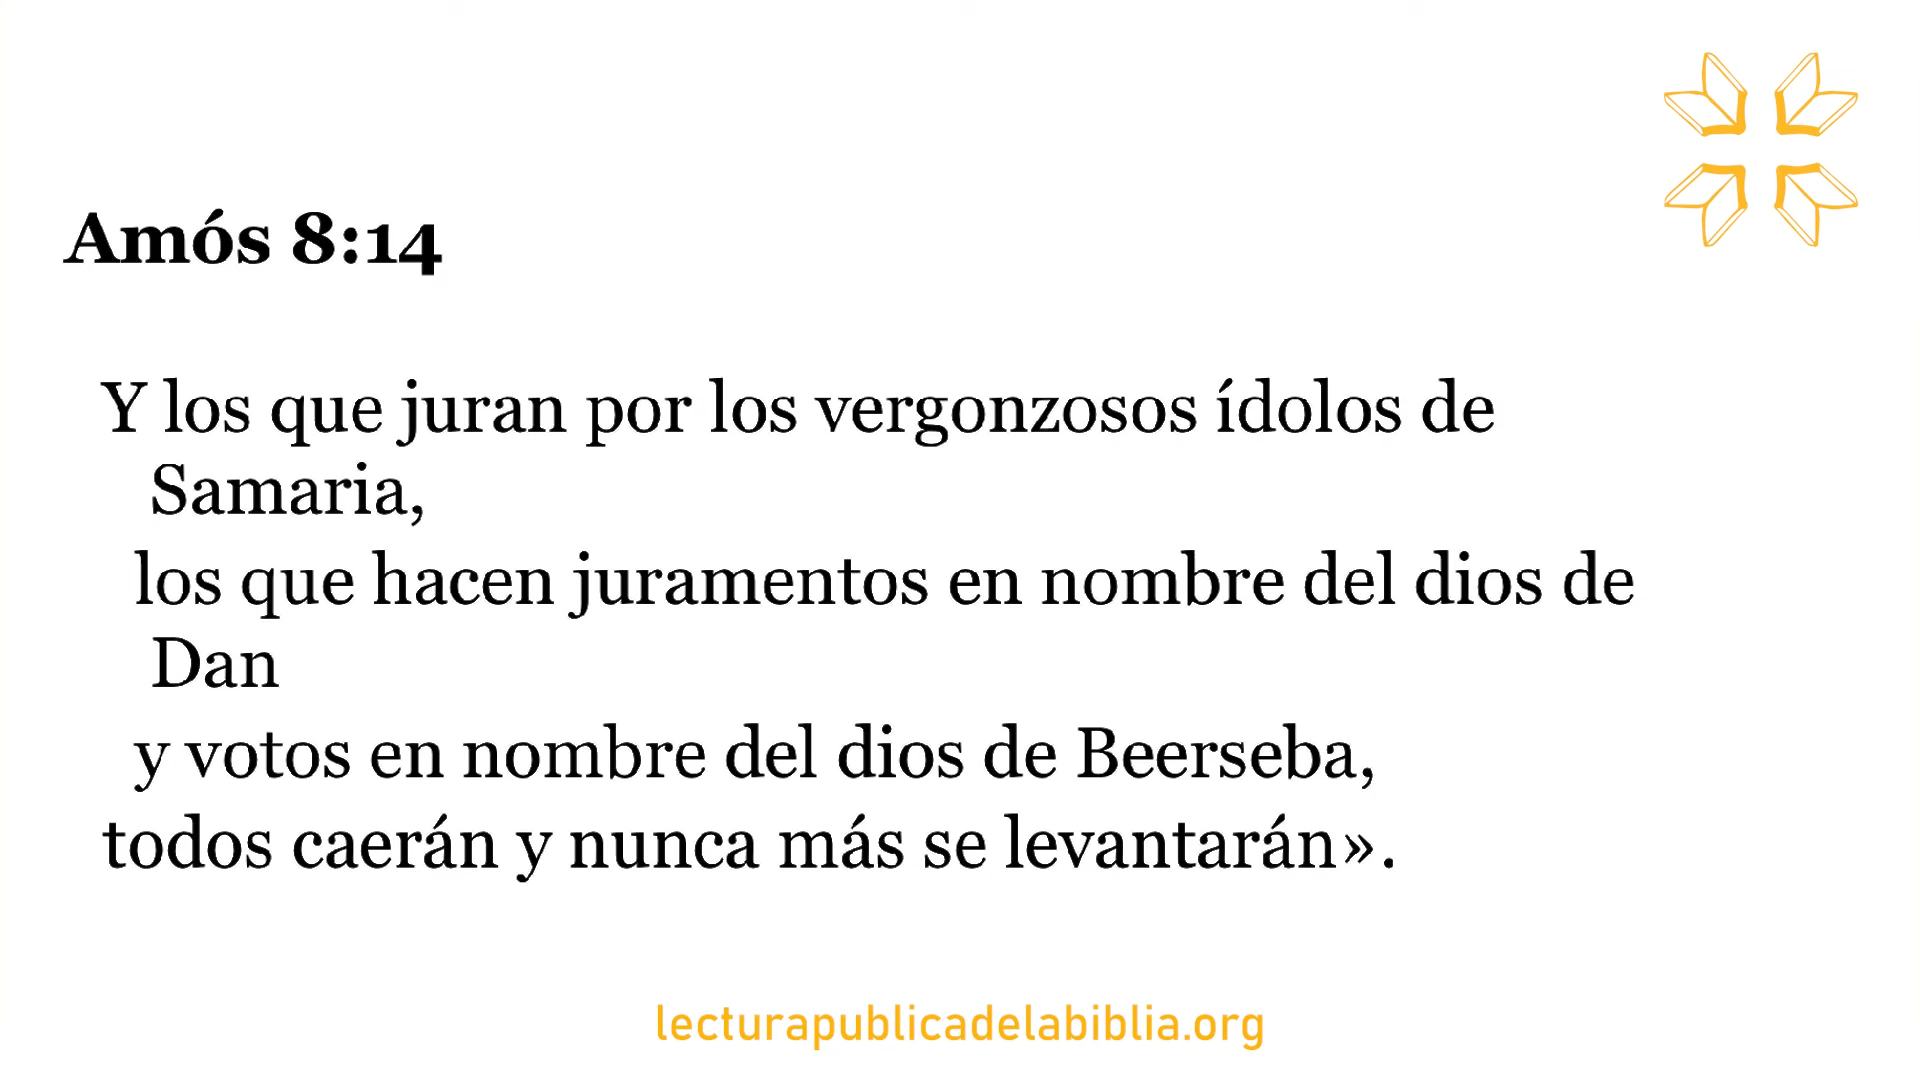 Amós 8:14
Y los que juran por los vergonzosos ídolos de
Samaria,
los que hacen juramentos en nombre del dios de
Dan
y votos en nombre del dios de Beerseba,
todos caerán y nunca más se levantarán».
lecturapublicadelabiblia.org